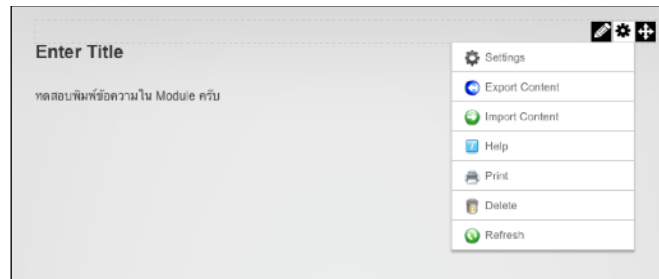 Enter Title
ทดสอบพิมพ์ข้อความใน Module ครับ
Settings
Export Content
Import Content
Help
Print
Delete
Refresh